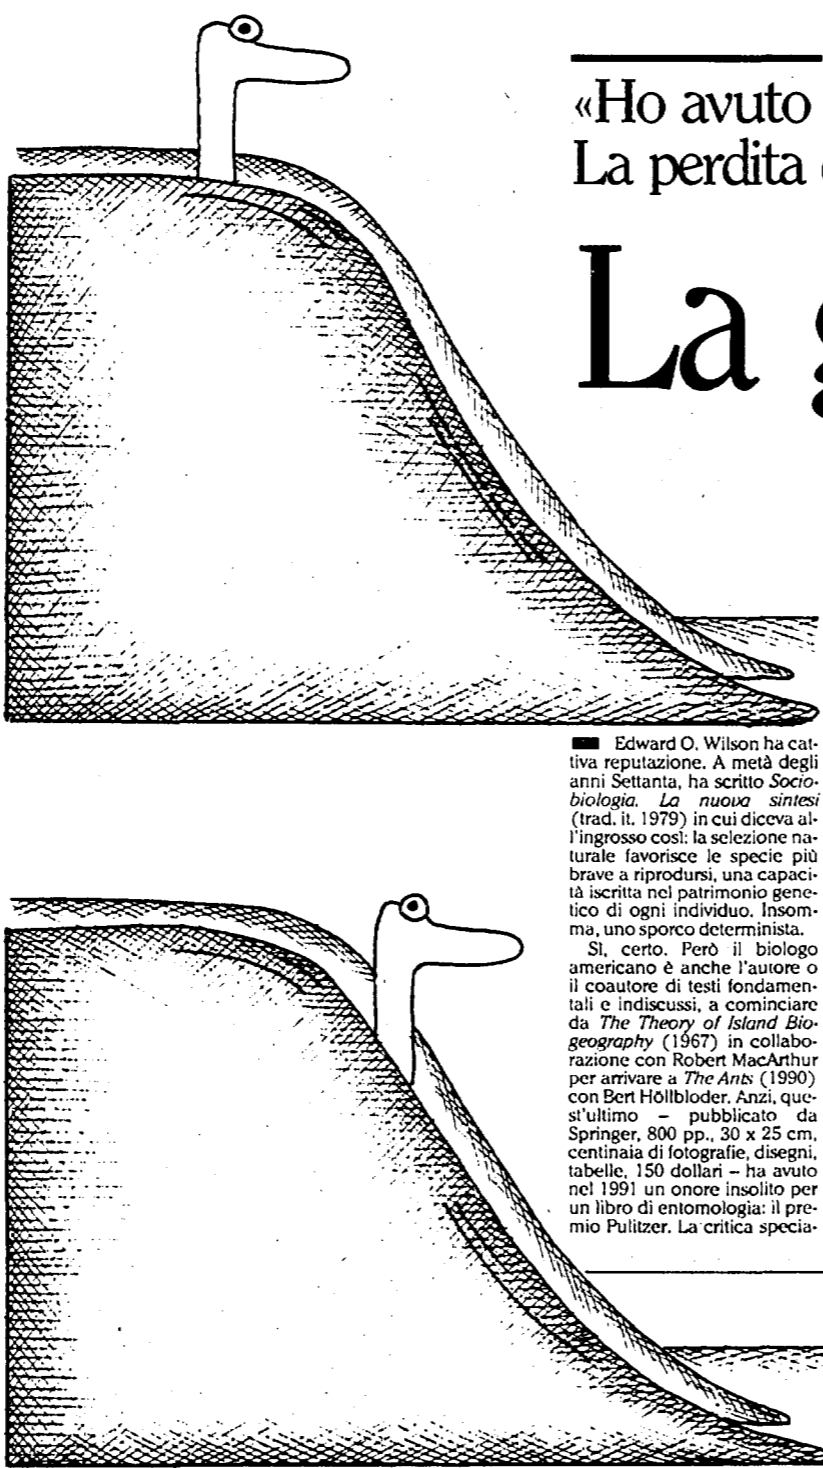 «Ho avuto
La perdita
La
Edward O. Wilson ha cat-
tiva reputazione. A metà degli
anni Settanta, ha scritto Socio-
biologia. La nuova sintesi
(trad. it. 1979) in cui diceva al-
l'ingrosso così: la selezione na-
turale favorisce le specie più
brave a riprodursi, una capaci-
tà iscritta nel patrimonio gene-
tico di ogni individuo. Insom-
ma, uno sporco determinista.
Sì, certo. Però il biologo
americano è anche l'autore o
il coautore di testi fondamen-
tali e indiscussi, a cominciare
da The Theory of Island Bio-
geography (1967) in collabo-
razione con Robert MacArthur
per arrivare a The Ants (1990)
con Bert Höllbloder. Anzi, que-
st'ultimo – pubblicato da
Springer, 800 pp., 30 x 25 cm,
centinaia di fotografie, disegni,
tabelle, 150 dollari – ha avuto
nel 1991 un onore insolito per
un libro di entomologia: il pre-
mio Pulitzer. La critica specia-